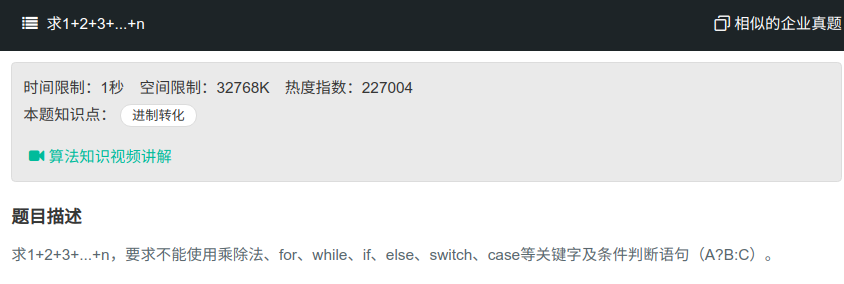 求1+2+3+...+n
相似的企业真题
时间限制：1秒 空间限制：32768K 热度指数：227004
本题知识点： 进制转化
算法知识视频讲解
题目描述
求1+2+3+...+n，要求不能使用乘除法、for、while、if、else、switch、case等关键字及条件判断语句（A?B:C）。